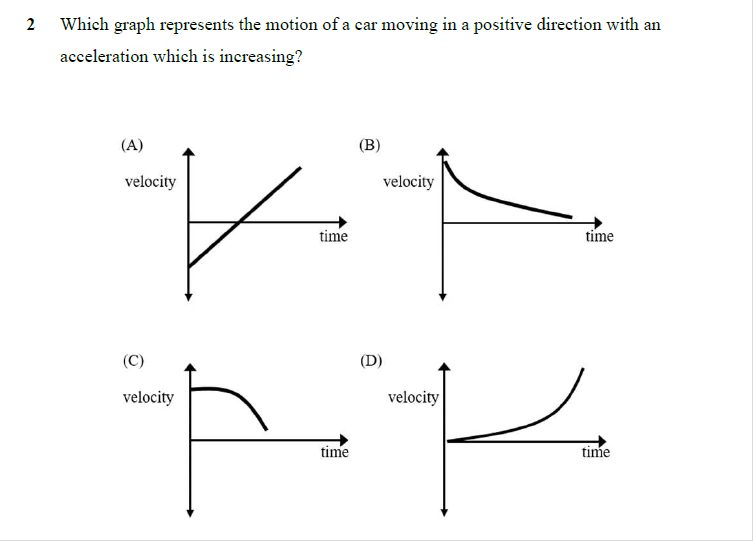 2 Which graph represents the motion of a car moving in a positive direction with an
acceleration which is increasing?
(A)
velocity
time
(B)
velocity
time
(C)
velocity
time
(D)
velocity
time